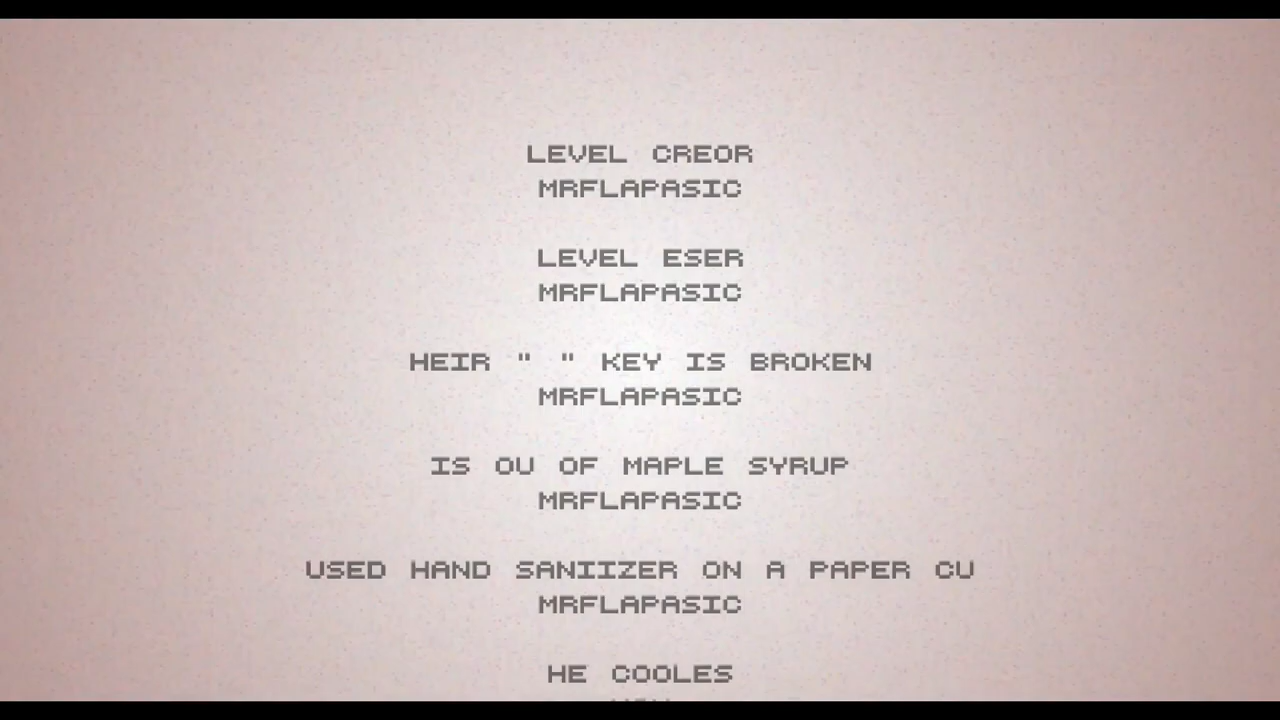 LEVEL CREOR
MRFLAPASIC
LEVEL ESER
MRFLAPASIC
HEIR " " KEY IS BROKEN
MRFLAPASIC
IS OU OF MAPLE SYRUP
MRFLAPASIC
USED HAND SANIIZER ON A PAPER CU
MRFLAPASIC
HE COOLES